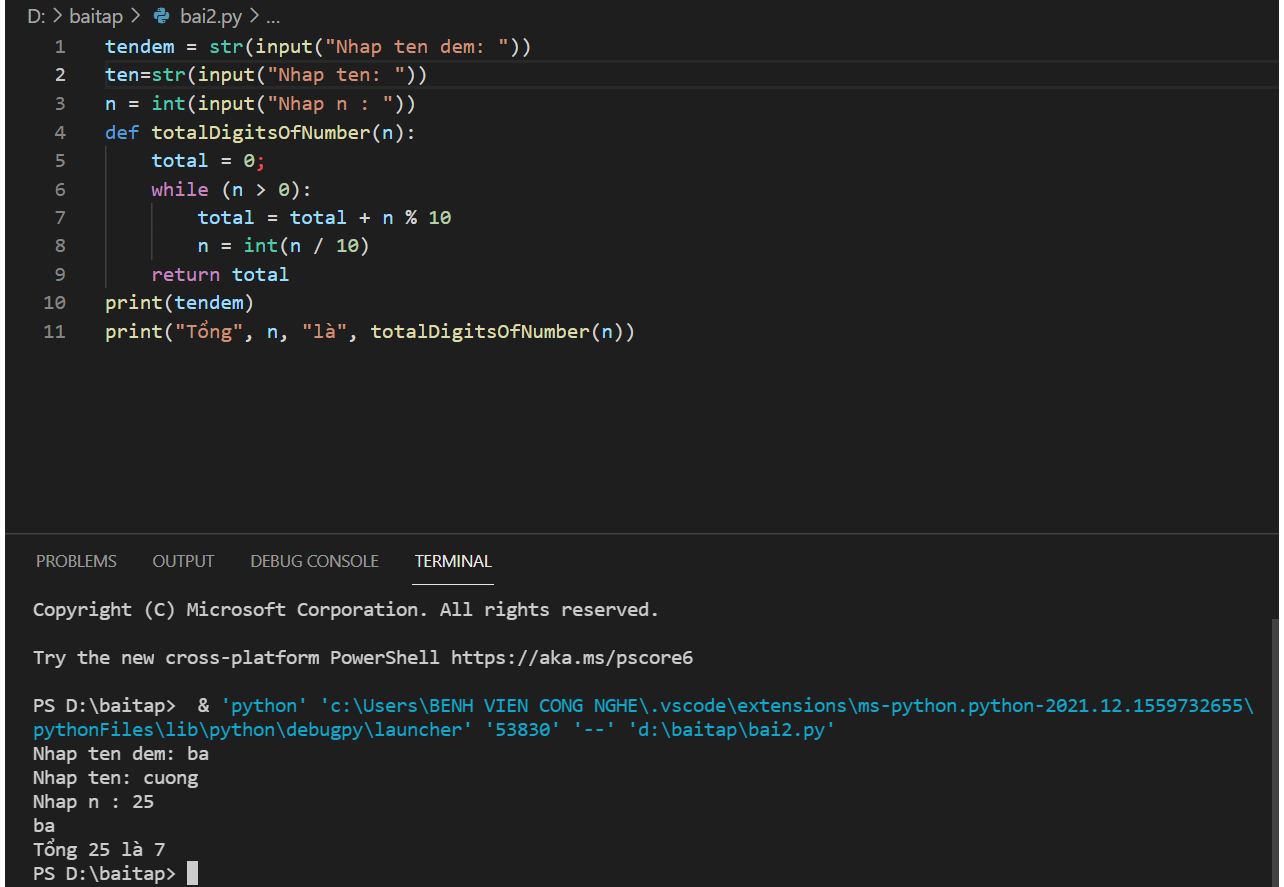 D: > baitap > bai2.py > ...
1 tendem = str(input("Nhap ten dem: "))
2 ten=str(input("Nhap ten: "))
3 n = int(input("Nhap n : "))
4 def totalDigitsOfNumber(n):
5     total = 0;
6     while (n > 0):
7         total = total + n % 10
8         n = int(n / 10)
9     return total
10 print(tendem)
11 print("Tổng", n, "là", totalDigitsOfNumber(n))
PROBLEMS OUTPUT DEBUG CONSOLE TERMINAL
Copyright (C) Microsoft Corporation. All rights reserved.
Try the new cross-platform PowerShell https://aka.ms/pscore6
PS D:\baitap>  & 'python' 'c:\Users\BENH VIEN CONG NGHE\.vscode\extensions\ms-python.python-2021.12.1559732655\
pythonFiles\lib\python\debugpy\launcher' '53830' '--' 'd:\baitap\bai2.py'
Nhap ten dem: ba
Nhap ten: cuong
Nhap n : 25
ba
Tổng 25 là 7
PS D:\baitap>